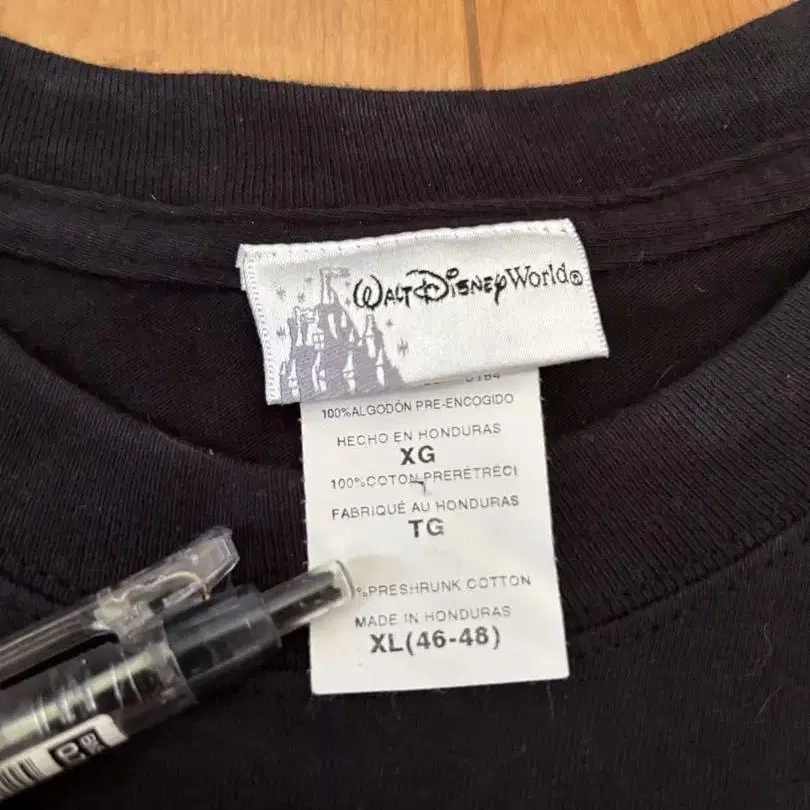 WALT DISNEY World®
100%ALGODÓN PRE-ENCOGIDO
HECHO EN HONDURAS
XG
100%COTON PRERÉTRÉCI
FABRIQUÉ AU HONDURAS
TG
%PRESHRUNK COTTON
MADE IN HONDURAS
XL(46-48)